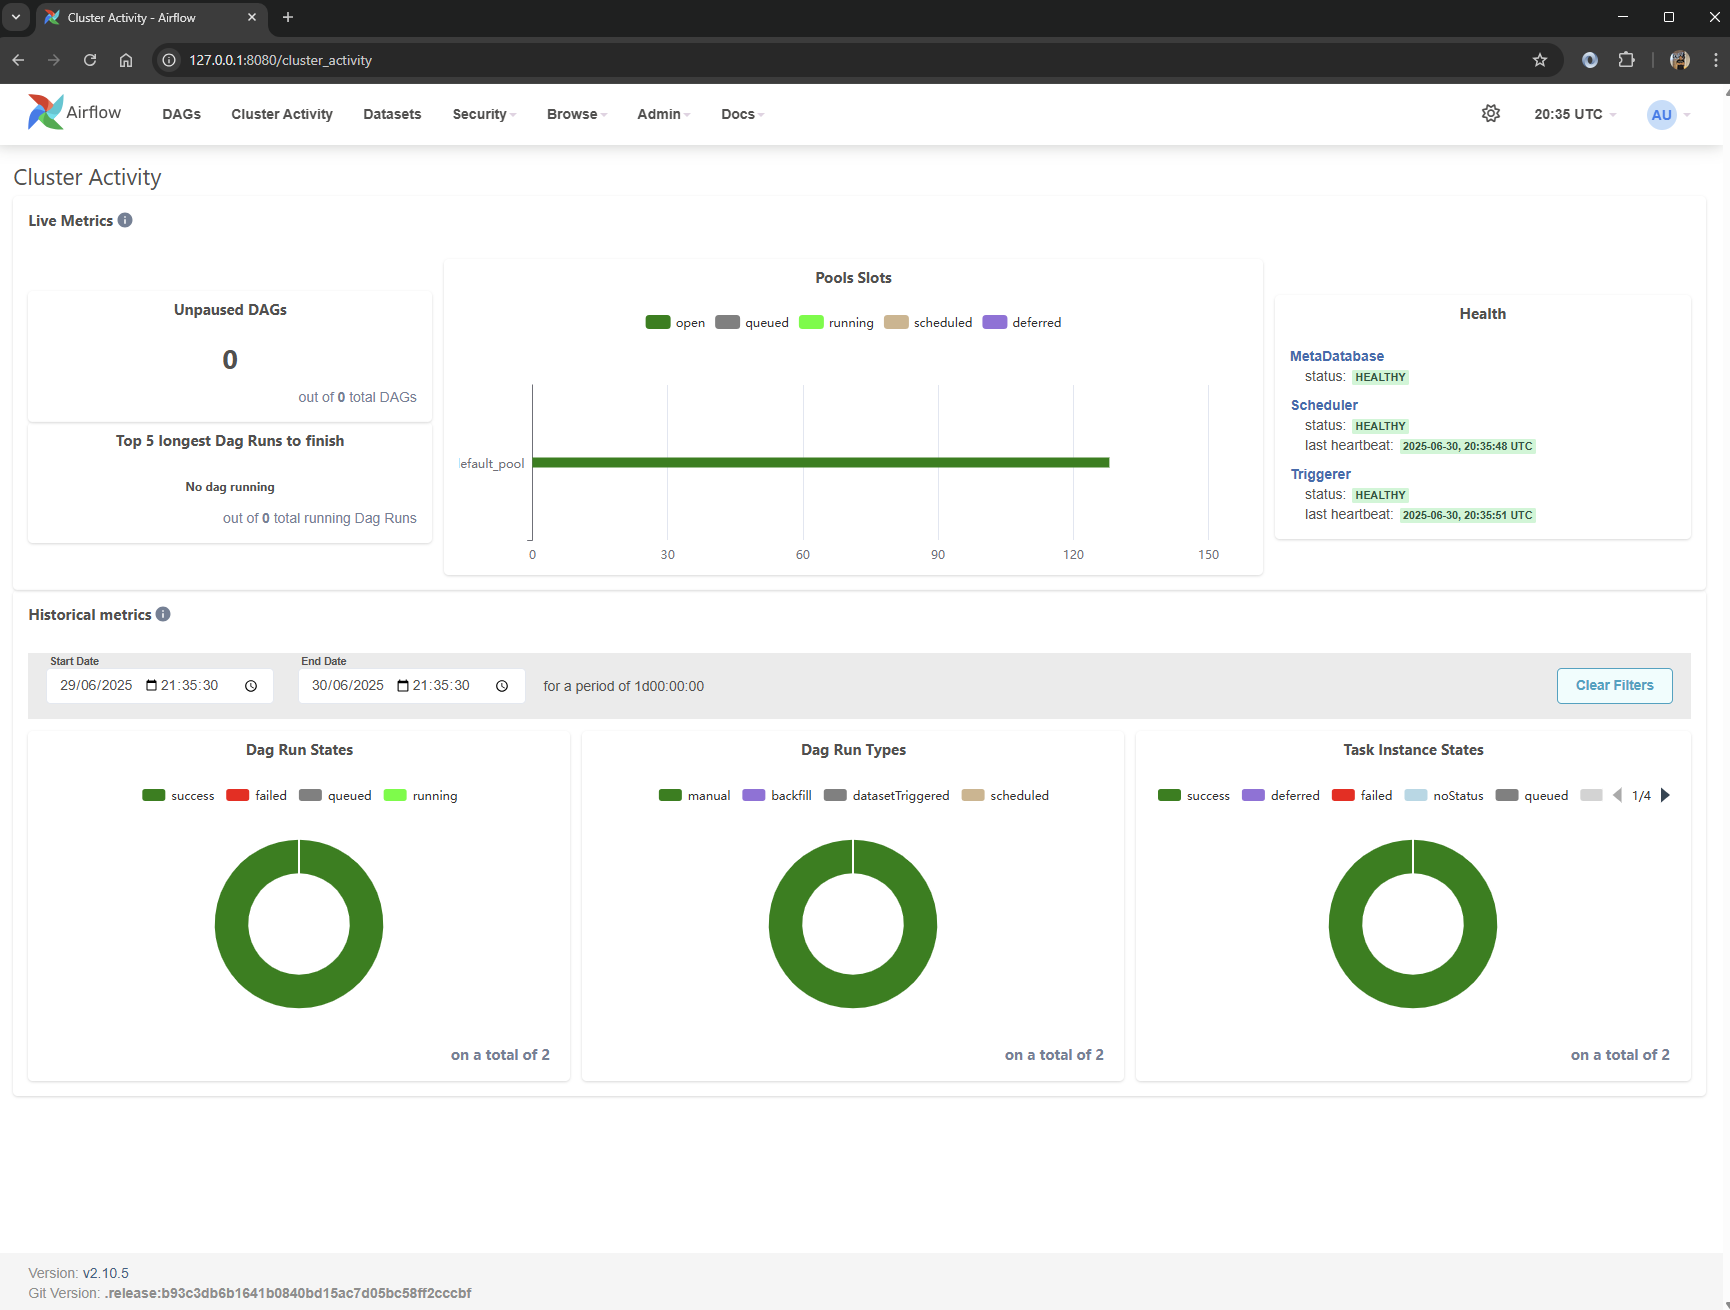 Cluster Activity - Airflow
127.0.0.1:8080/cluster_activity
Airflow
DAGs
Cluster Activity
Datasets
Security
Browse
Admin
Docs
20:35 UTC
AU
Cluster Activity
Live Metrics
Unpaused DAGs
0
out of 0 total DAGs
Top 5 longest Dag Runs to finish
No dag running
out of 0 total running Dag Runs
Pools Slots
open queued running scheduled deferred
efault_pool
0 30 60 90 120 150
Health
MetaDatabase
status: HEALTHY
Scheduler
status: HEALTHY
last heartbeat: 2025-06-30, 20:35:48 UTC
Triggerer
status: HEALTHY
last heartbeat: 2025-06-30, 20:35:51 UTC
Historical metrics
Start Date
29/06/2025 21:35:30
End Date
30/06/2025 21:35:30
for a period of 1d00:00:00
Clear Filters
Dag Run States
success failed queued running
on a total of 2
Dag Run Types
manual backfill datasetTriggered scheduled
on a total of 2
Task Instance States
success deferred failed noStatus queued 1/4
on a total of 2
Version: v2.10.5
Git Version: .release:b93c3db6b1641b0840bd15ac7d05bc58ff2cccbf